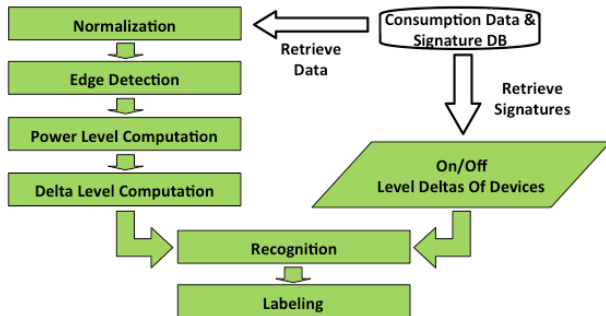 Normalization
Consumption Data &
Signature DB
Retrieve
Data
Edge Detection
Retrieve
Signatures
Power Level Computation
On/Off
Level Deltas Of Devices
Delta Level Computation
Recognition
Labeling